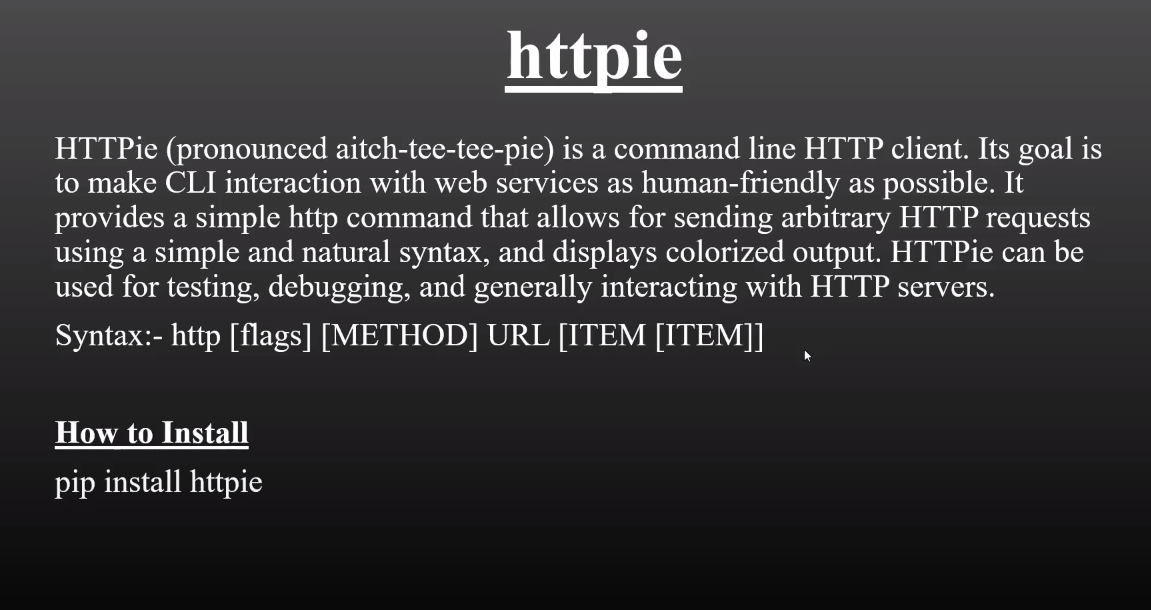 httpie
HTTPie (pronounced aitch-tee-tee-pie) is a command line HTTP client. Its goal is
to make CLI interaction with web services as human-friendly as possible. It
provides a simple http command that allows for sending arbitrary HTTP requests
using a simple and natural syntax, and displays colorized output. HTTPie can be
used for testing, debugging, and generally interacting with HTTP servers.
Syntax:- http [flags] [METHOD] URL [ITEM [ITEM]]
How to Install
pip install httpie